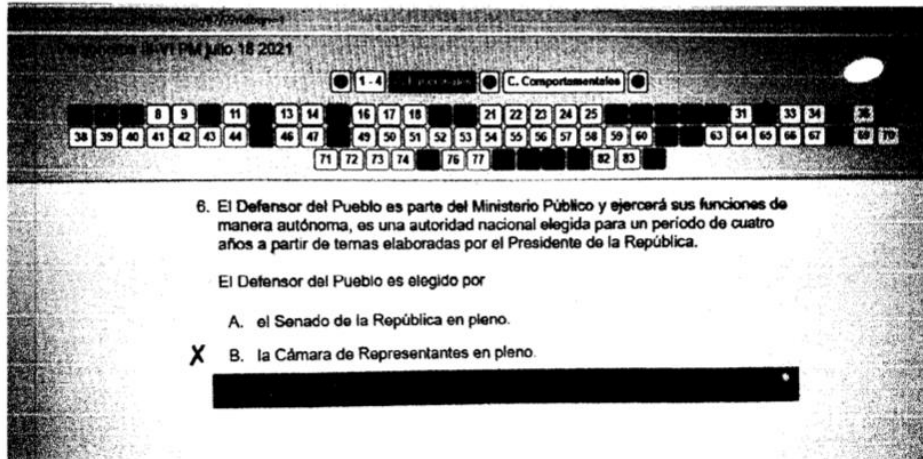 PM julio 18 2021
1 - 4 C. Comportamentales
8 9 11 13 14 16 17 18 21 22 23 24 25 31 33 34
38 39 40 41 42 43 44 46 47 49 50 51 52 53 54 55 56 57 58 59 60 63 64 65 66 67 69 70
71 72 73 74 76 77 82 83
6. El Defensor del Pueblo es parte del Ministerio Público y ejercerá sus funciones de
manera autónoma, es una autoridad nacional elegida para un período de cuatro
años a partir de ternas elaboradas por el Presidente de la República.
El Defensor del Pueblo es elegido por
A. el Senado de la República en pleno.
X B. la Cámara de Representantes en pleno.